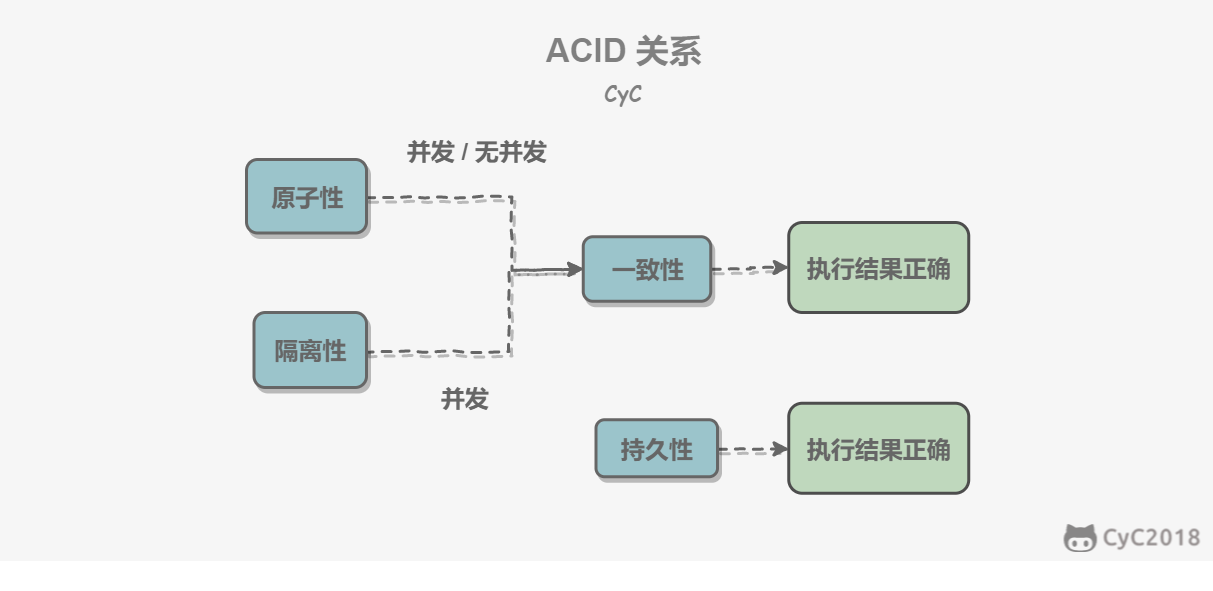 ACID 关系
CyC
并发 / 无并发
原子性
一致性
执行结果正确
隔离性
并发
持久性
执行结果正确
CyC2018